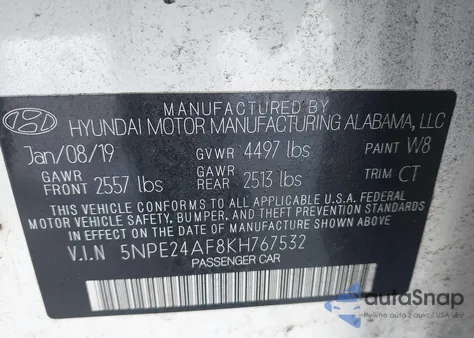 MANUFACTURED BY
HYUNDAI MOTOR MANUFACTURING ALABAMA, LLC
Jan/08/19 GVWR 4497 lbs PAINT W8
GAWR FRONT 2557 lbs GAWR REAR 2513 lbs TRIM CT
THIS VEHICLE CONFORMS TO ALL APPLICABLE FEDERAL
MOTOR VEHICLE SAFETY, BUMPER, AND THEFT PREVENTION STANDARDS
IN EFFECT ON THE DATE OF MANUFACTURE SHOWN ABOVE.
V.I.N 5NPE24AF8KH767532
PASSENGER CAR
autoSnap